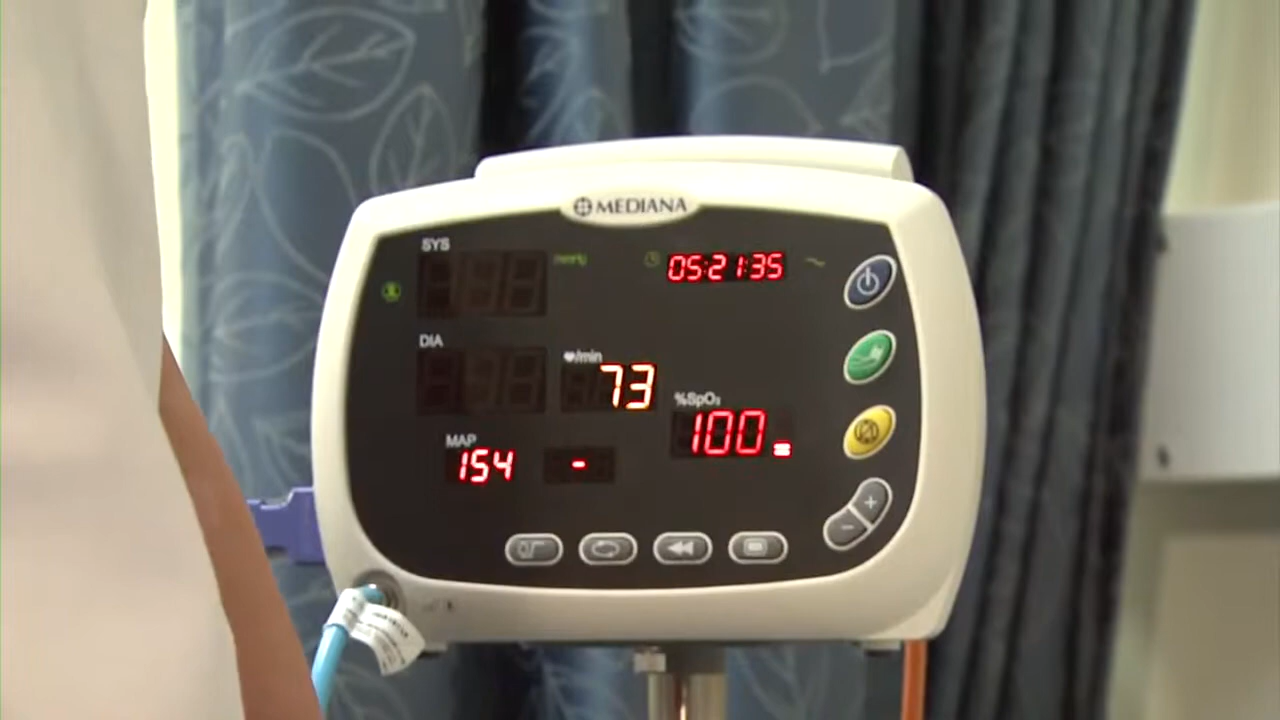 MEDIANA
SYS
mmHg
05:21:35
DIA
♥/min
73
%SpO₂
100
MAP
154
-